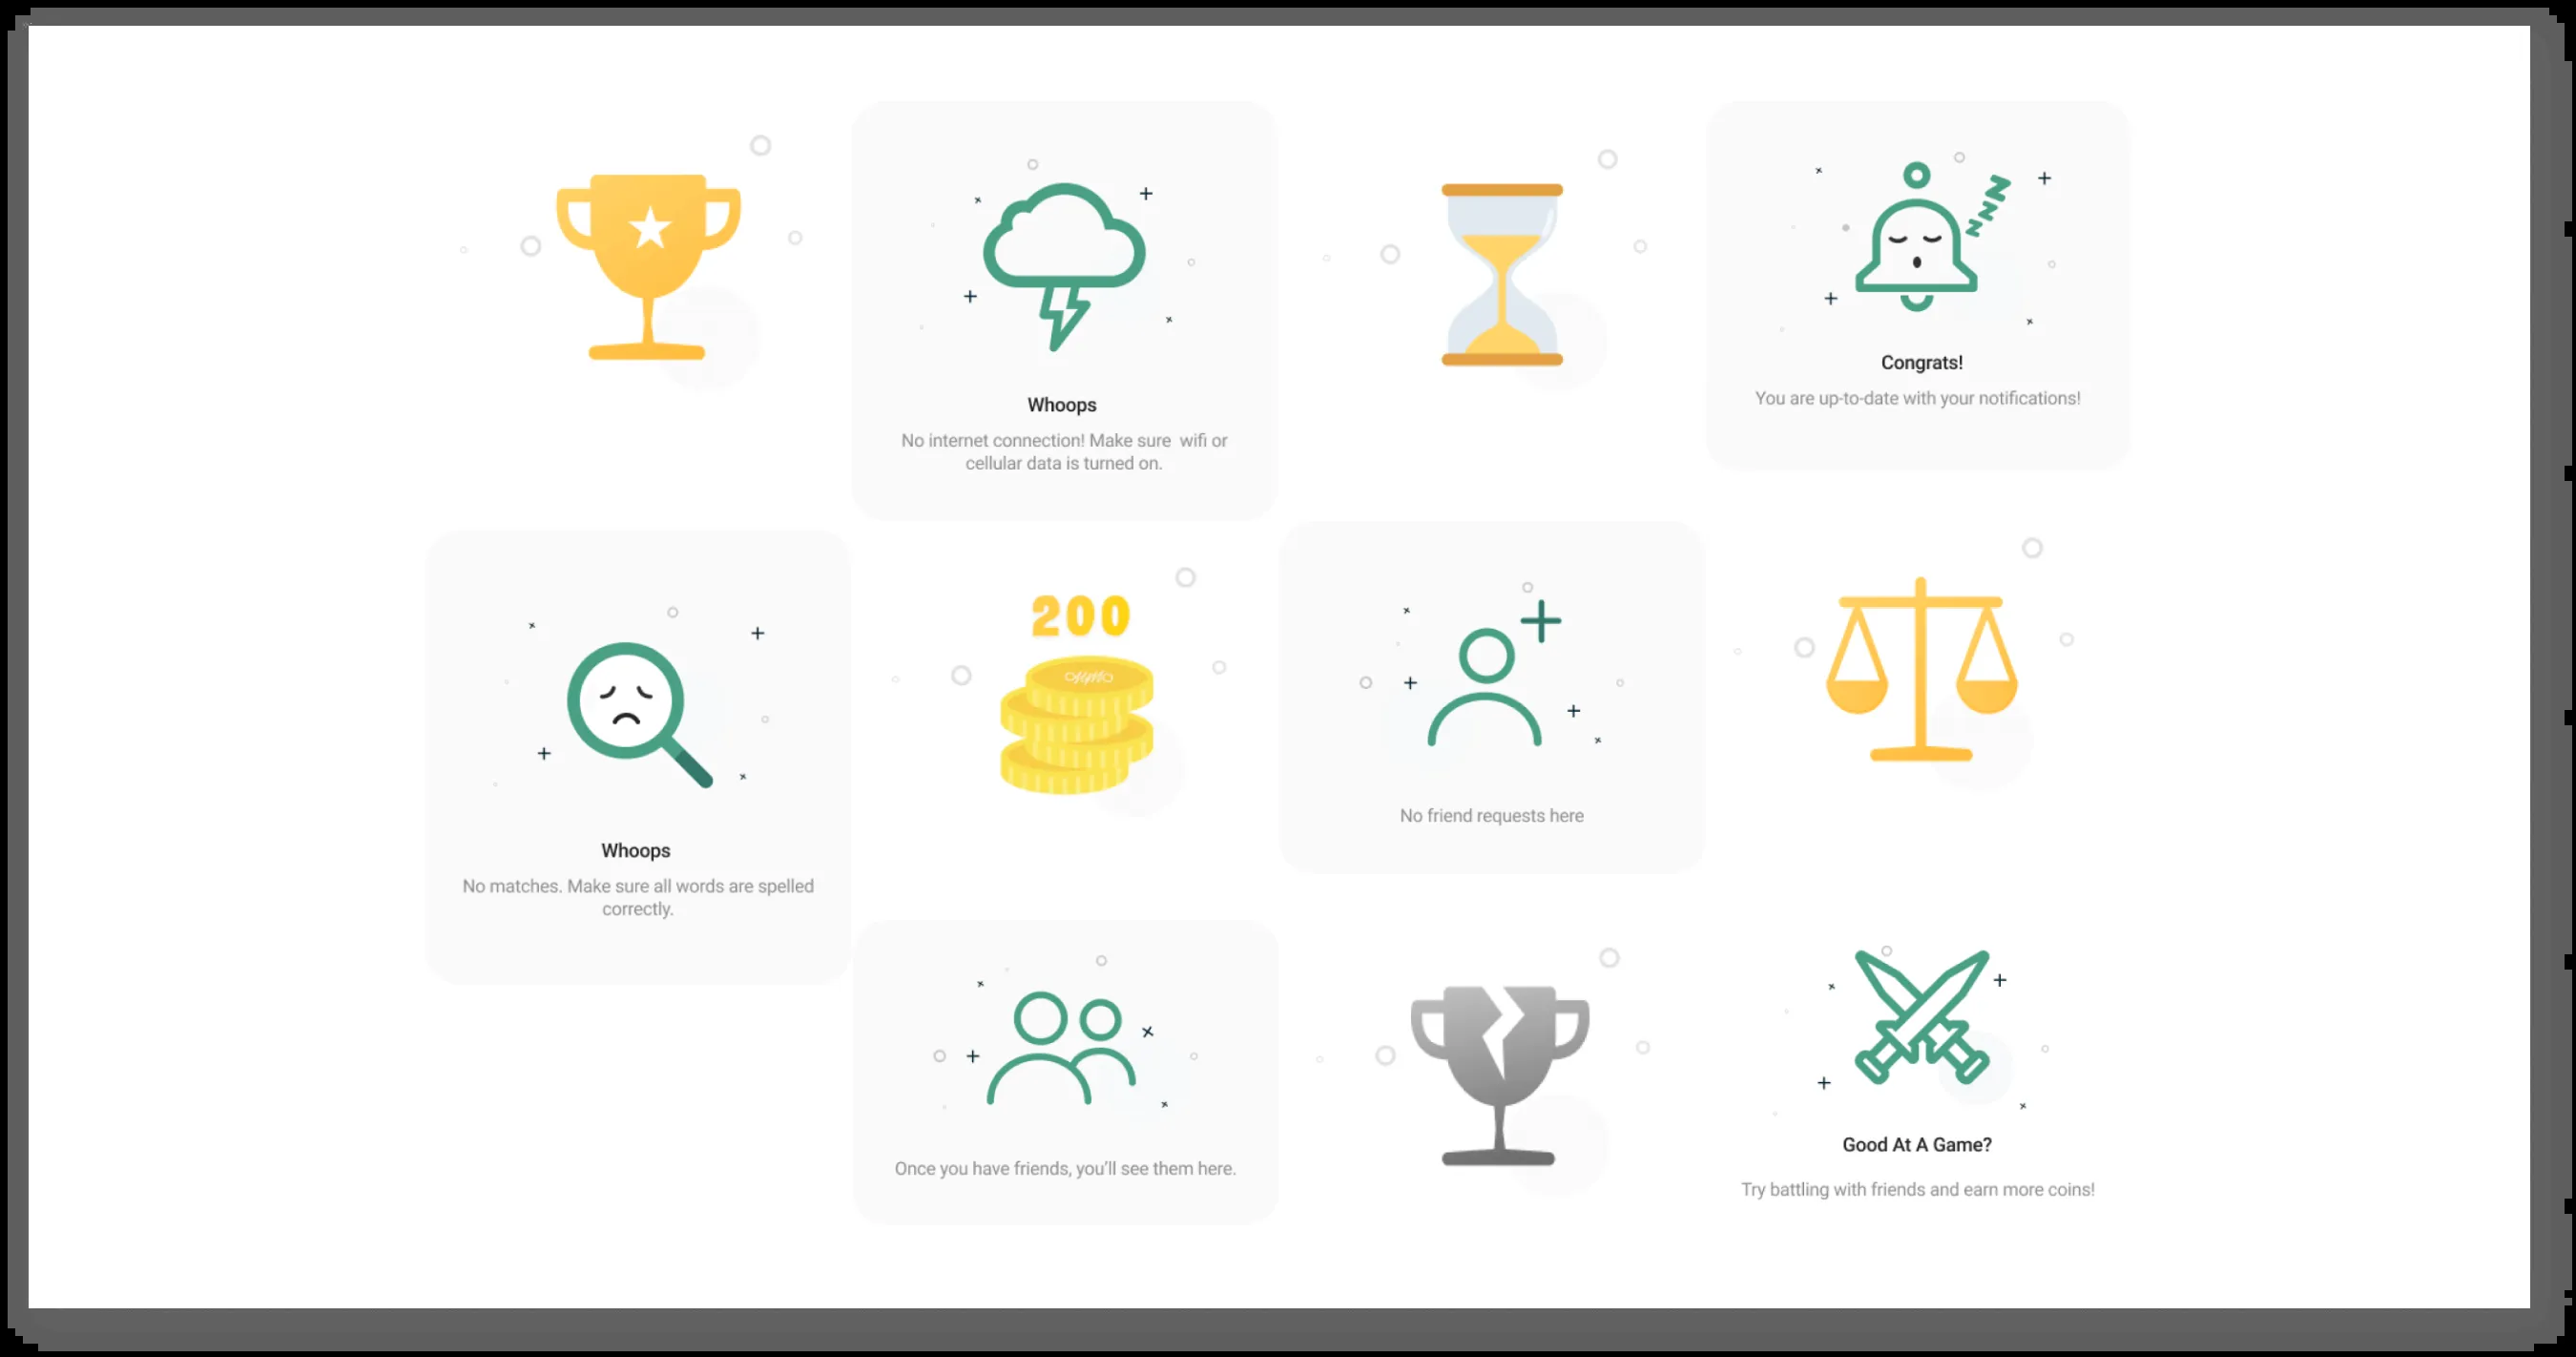 Whoops
No internet connection! Make sure wifi or
cellular data is turned on.
Congrats!
You are up-to-date with your notifications!
Whoops
No matches. Make sure all words are spelled
correctly.
200
No friend requests here
Once you have friends, you'll see them here.
Good At A Game?
Try battling with friends and earn more coins!